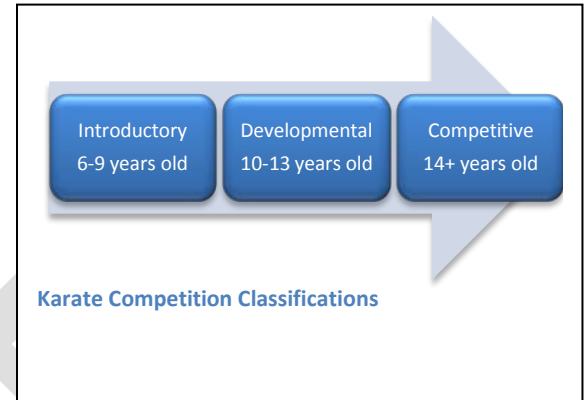 Introductory
6-9 years old
Developmental
10-13 years old
Competitive
14+ years old
Karate Competition Classifications